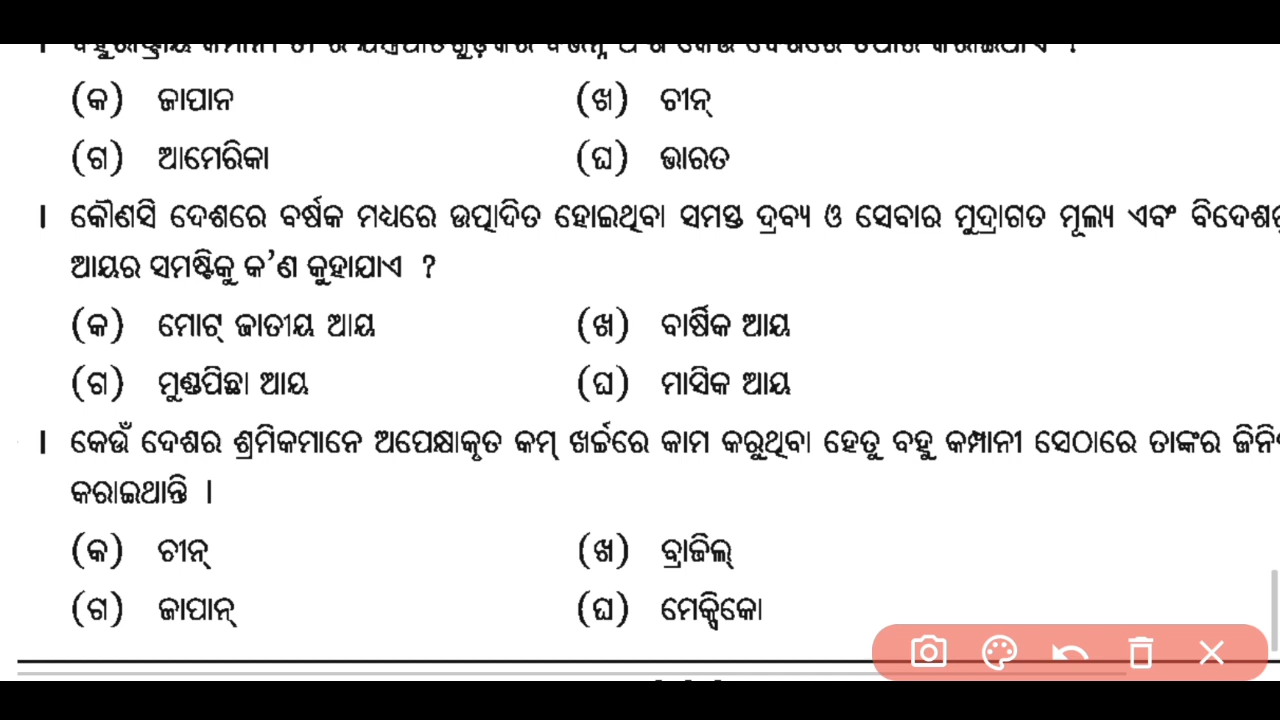 (କ) ଜାପାନ (ଖ) ଚୀନ୍
(ଗ) ଆମେରିକା (ଘ) ଭାରତ
। କୌଣସି ଦେଶରେ ବର୍ଷକ ମଧ୍ୟରେ ଉତ୍ପାଦିତ ହୋଇଥିବା ସମସ୍ତ ଦ୍ରବ୍ୟ ଓ ସେବାର ମୁଦ୍ରାଗତ ମୂଲ୍ୟ ଏବଂ
ଆୟର ସମଷ୍ଟିକୁ କ’ଣ କୁହାଯାଏ ?
(କ) ମୋଟ୍ ଜାତୀୟ ଆୟ (ଖ) ବାର୍ଷିକ ଆୟ
(ଗ) ମୁଣ୍ଡପିଛା ଆୟ (ଘ) ମାସିକ ଆୟ
। କେଉଁ ଦେଶର ଶ୍ରମିକମାନେ ଅପେକ୍ଷାକୃତ କମ୍ ଖର୍ଚ୍ଚରେ କାମ କରୁଥିବା ହେତୁ ବହୁ କମ୍ପାନୀ ସେଠାରେ ତାଙ୍କର
କରାଇଥାନ୍ତି ।
(କ) ଚୀନ୍ (ଖ) ବ୍ରାଜିଲ୍
(ଗ) ଜାପାନ୍ (ଘ) ମେକ୍ସିକୋ